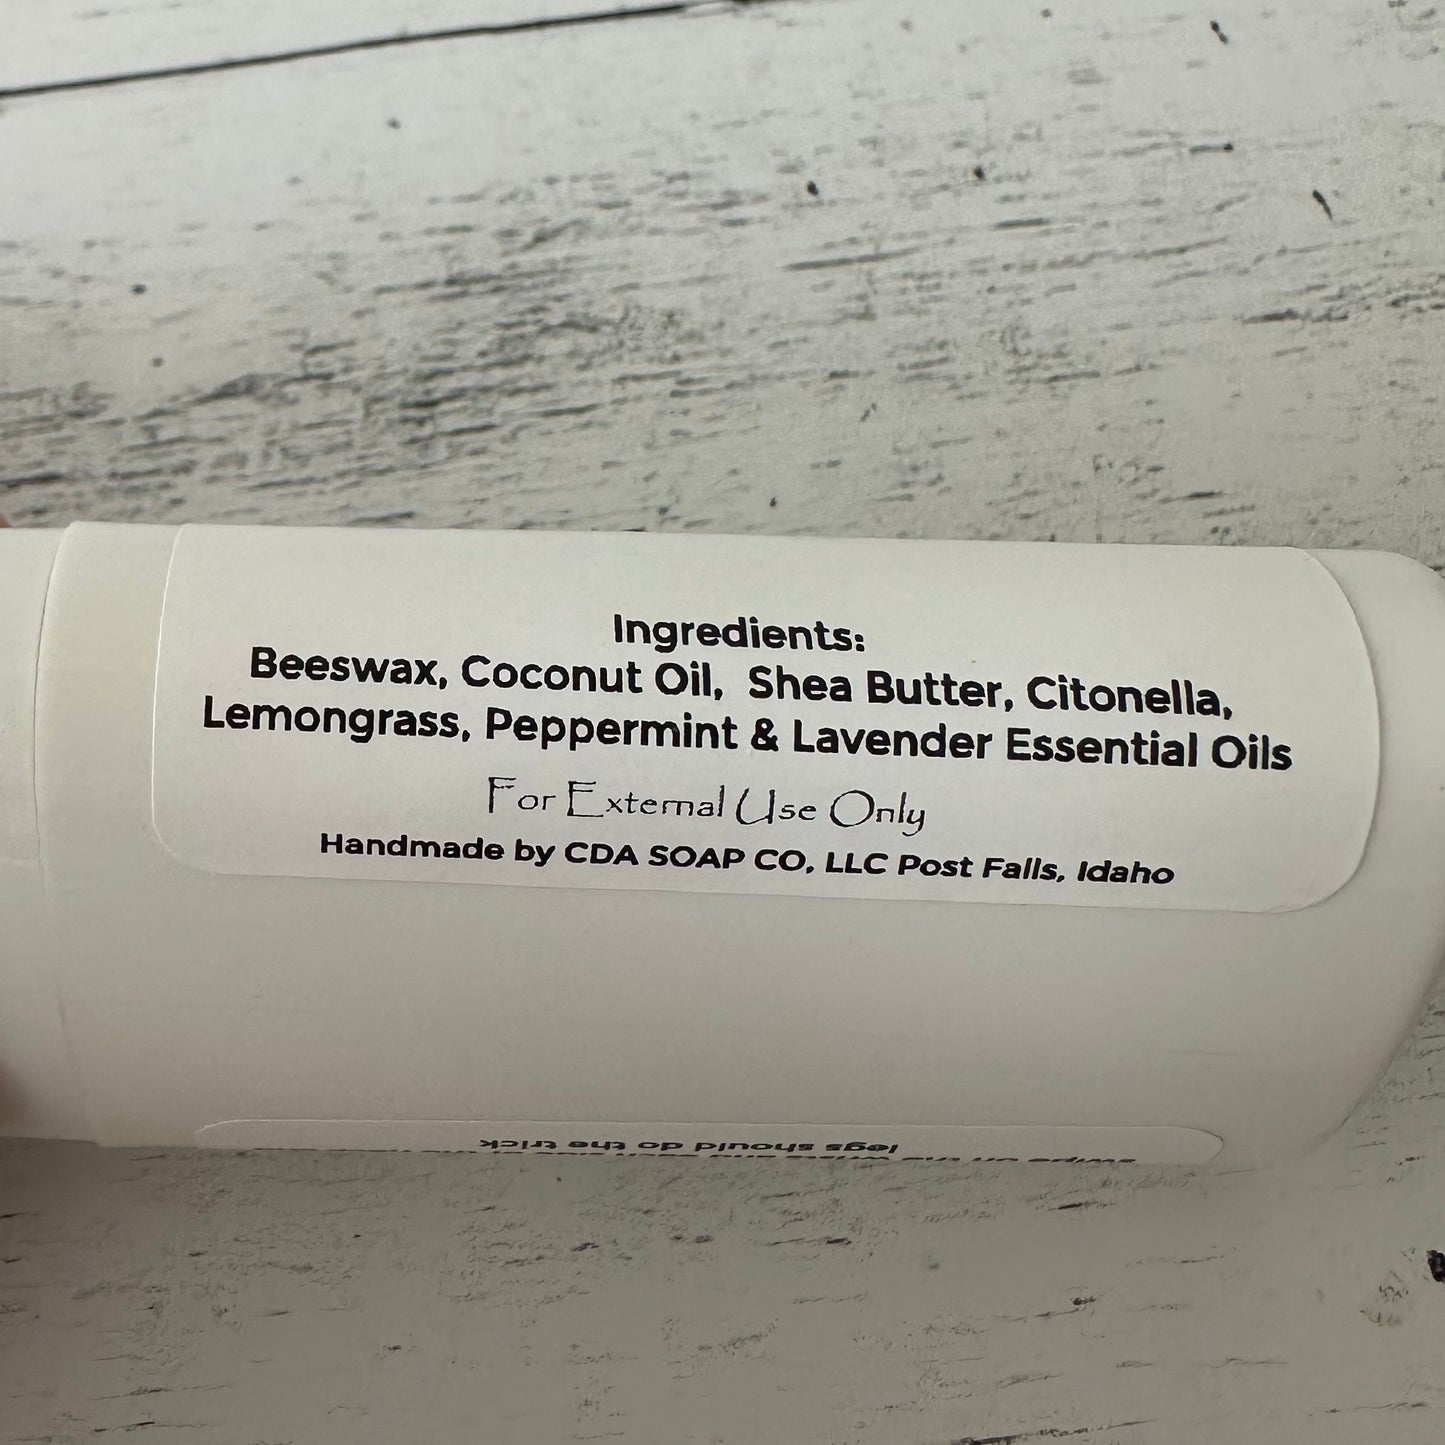 Ingredients:
Beeswax, Coconut Oil, Shea Butter, Citonella,
Lemongrass, Peppermint & Lavender Essential Oils
For External Use Only
Handmade by CDA SOAP CO, LLC Post Falls, Idaho
legs should do the trick